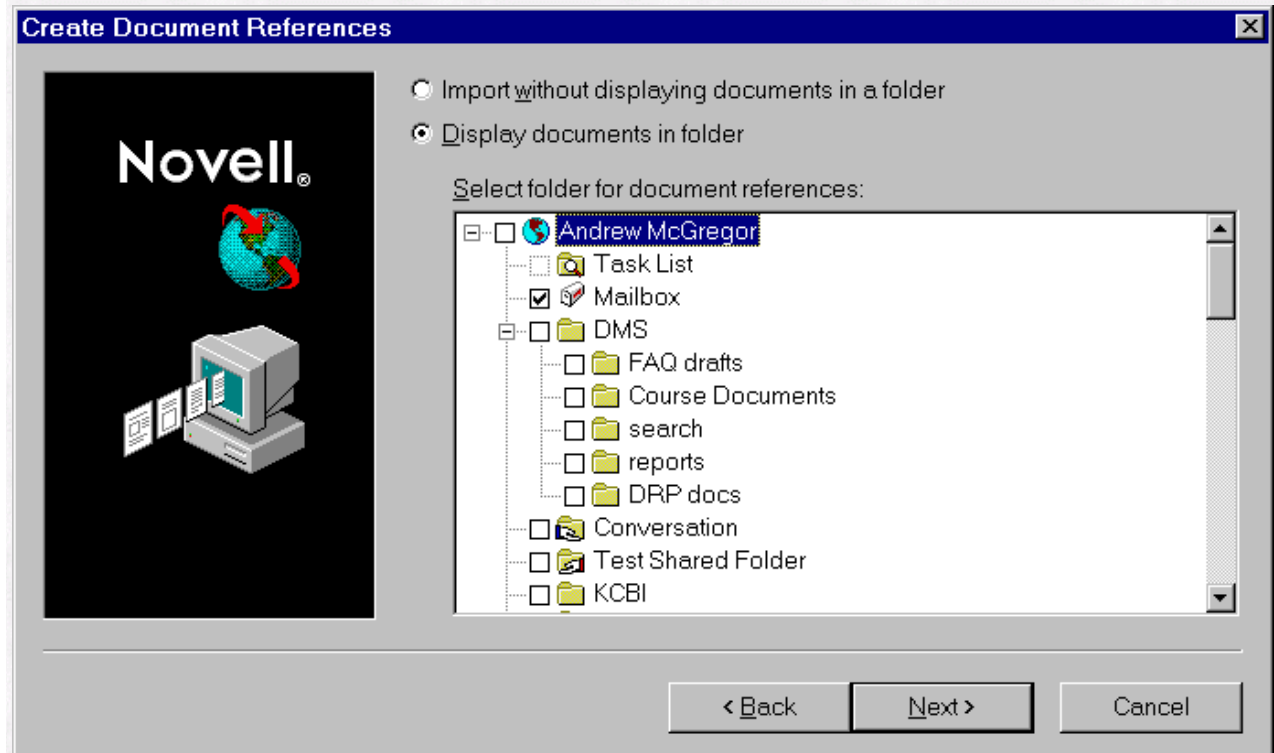 Create Document References
Novell®
Import without displaying documents in a folder
Display documents in folder
Select folder for document references:
Andrew McGregor
Task List
Mailbox
DMS
FAQ drafts
Course Documents
search
reports
DRP docs
Conversation
Test Shared Folder
KCBI
< Back
Next >
Cancel